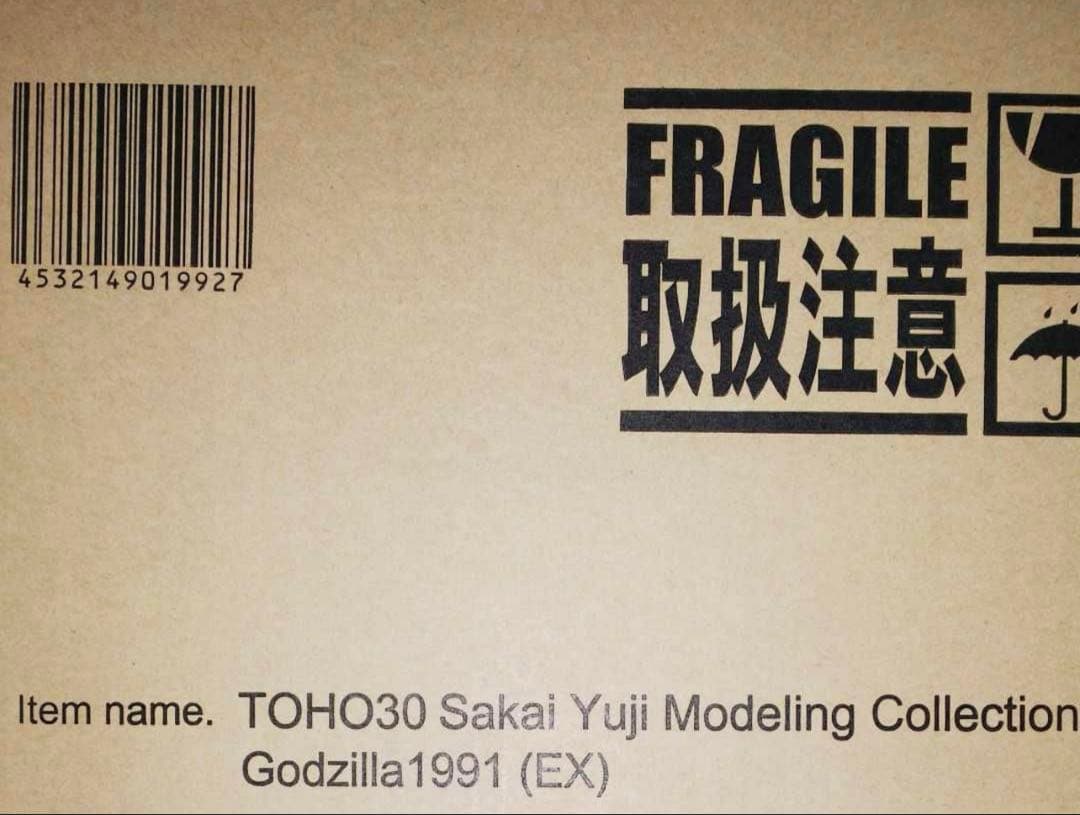 4532149019927
FRAGILE
取扱注意
Item name. TOHO30 Sakai Yuji Modeling Collection
Godzilla1991 (EX)